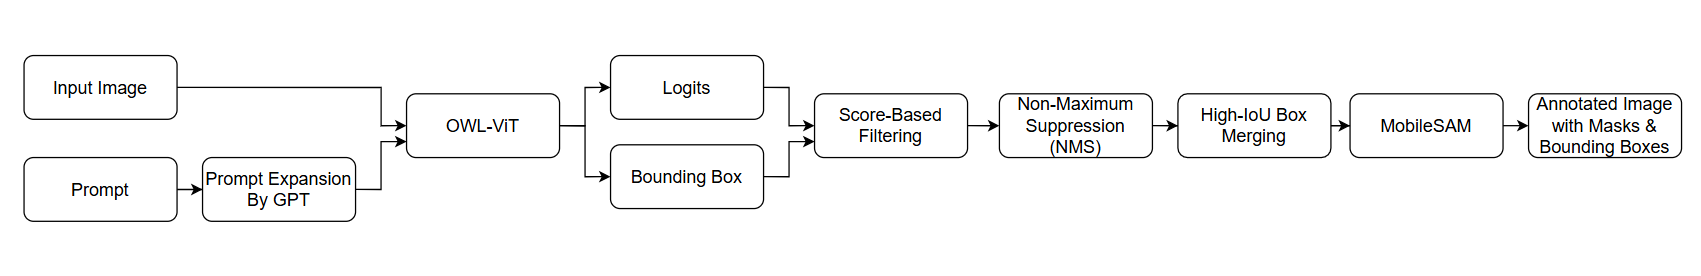 Input Image
Prompt
Prompt Expansion
By GPT
OWL-ViT
Logits
Bounding Box
Score-Based
Filtering
Non-Maximum
Suppression
(NMS)
High-IoU Box
Merging
MobileSAM
Annotated Image
with Masks &
Bounding Boxes